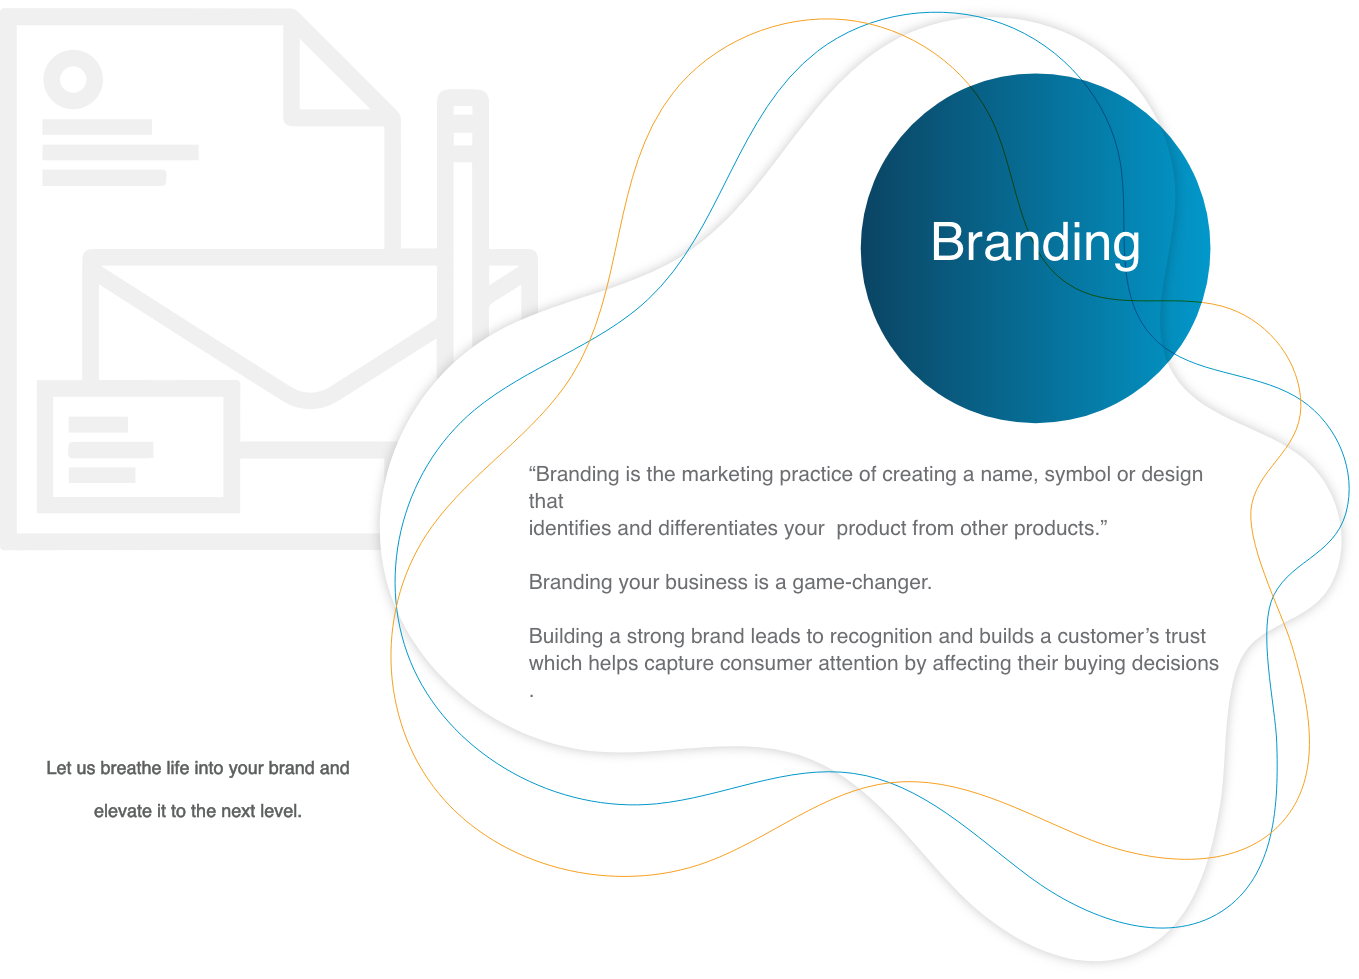 Branding
“Branding is the marketing practice of creating a name, symbol or design
that
identifies and differentiates your  product from other products.”
Branding your business is a game-changer.
Building a strong brand leads to recognition and builds a customer’s trust
which helps capture consumer attention by affecting their buying decisions
.
Let us breathe life into your brand and
elevate it to the next level.